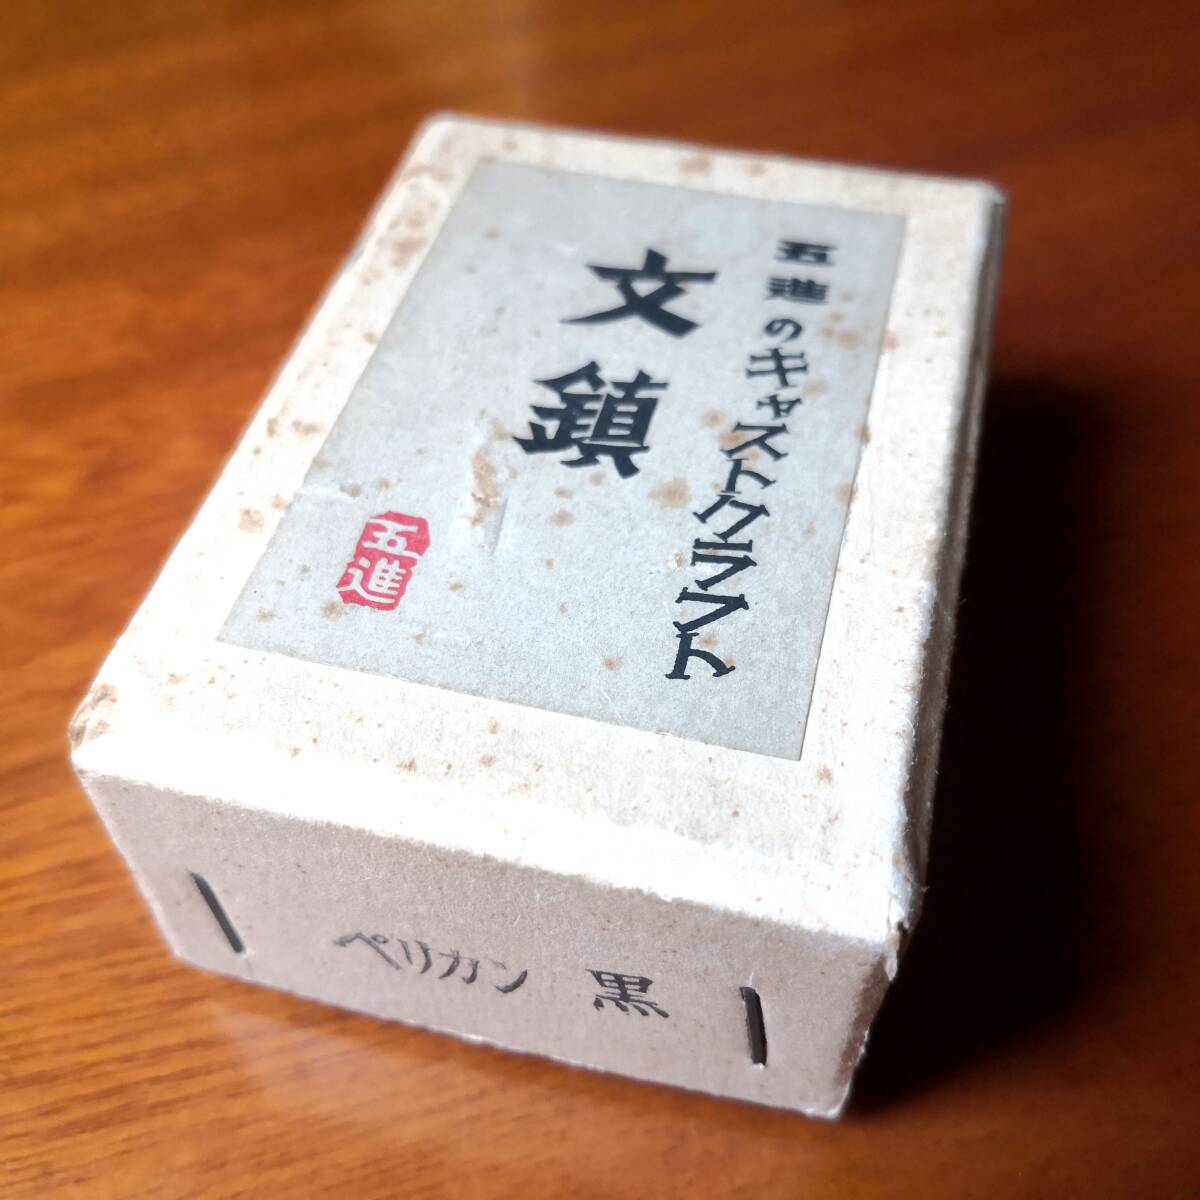 五進のキャストクラフト
文鎮
五進
ペリカン 黒